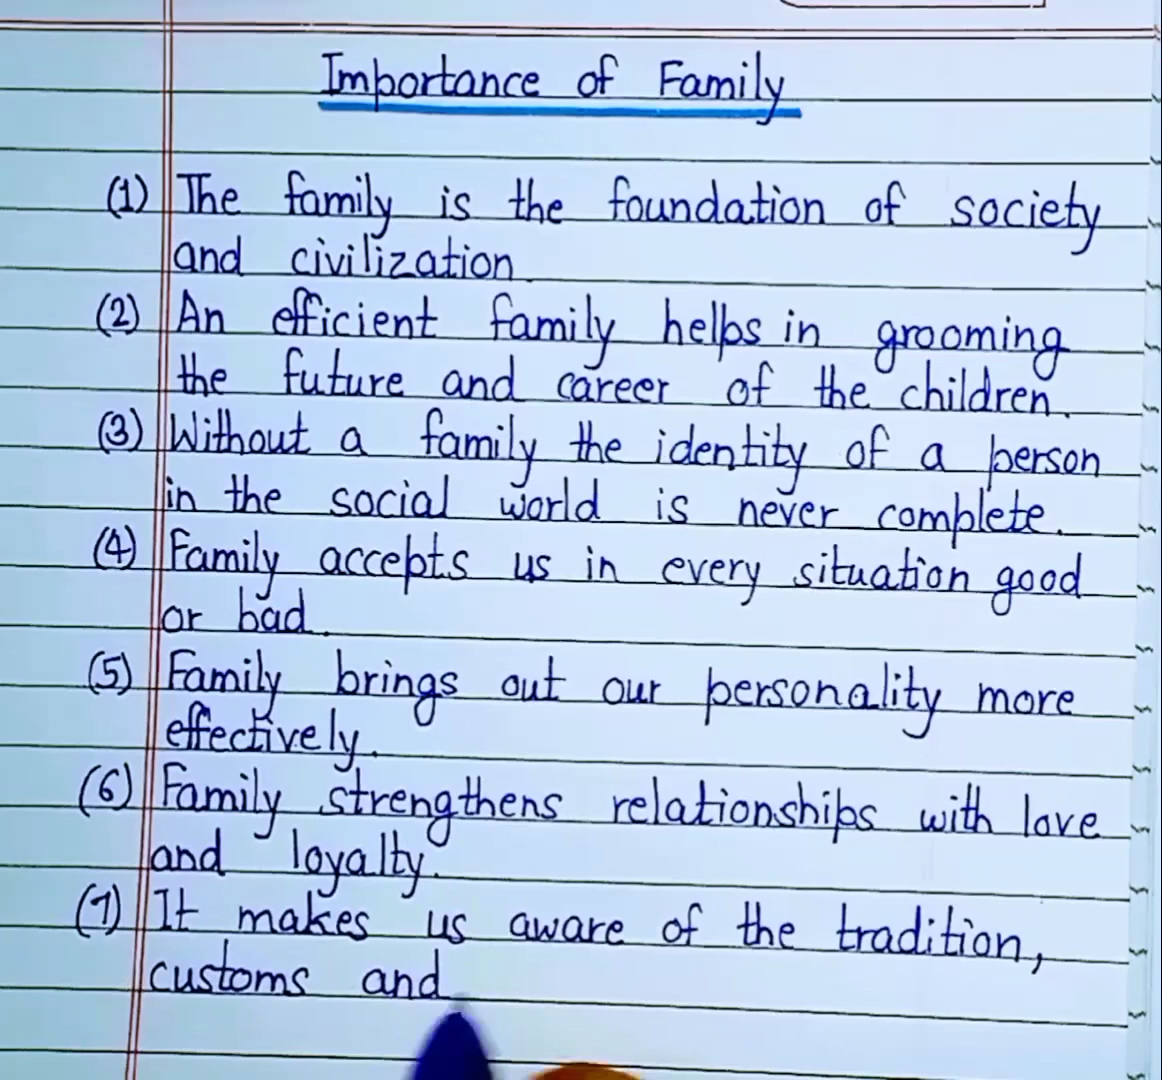 Importance of Family
(1) The family is the foundation of society
and civilization
(2) An efficient family helps in grooming
the future and career of the children.
(3) Without a family the identity of a person
in the social world is never complete.
(4) Family accepts us in every situation good
or bad.
(5) Family brings out our personality more
effectively.
(6) Family strengthens relationships with love
and loyalty.
(7) It makes us aware of the tradition,
customs and